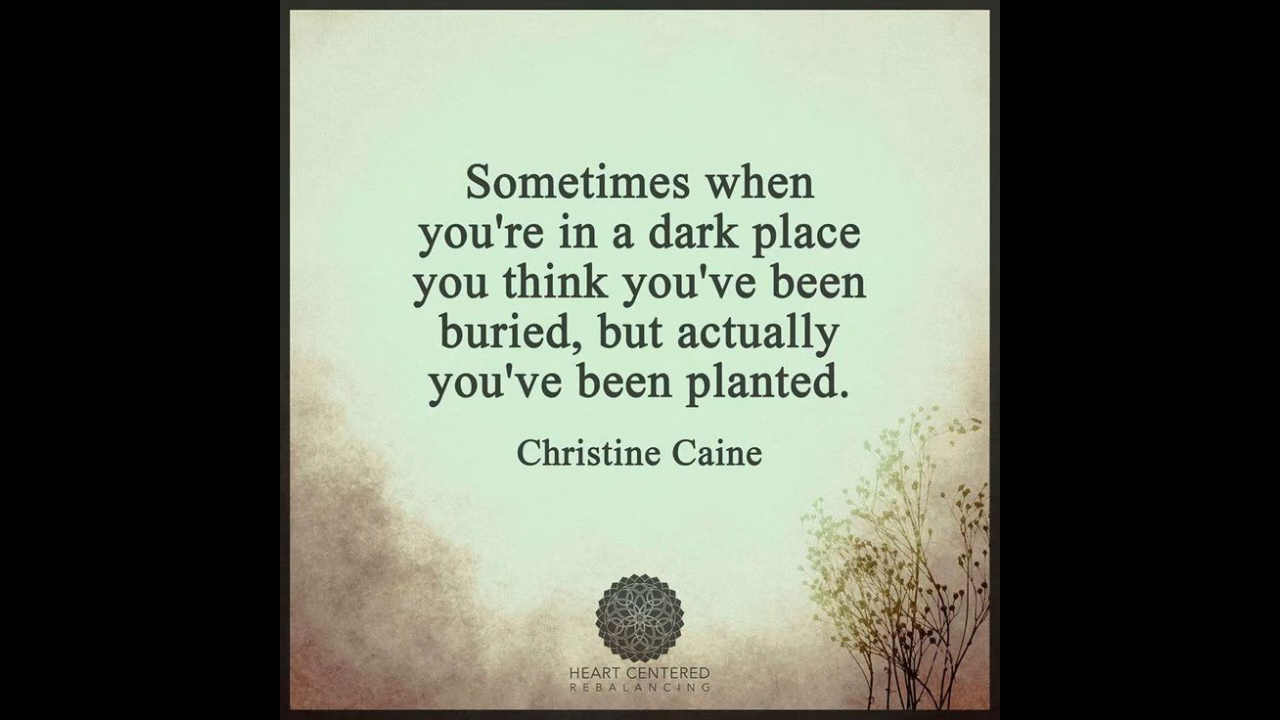 Sometimes when
you're in a dark place
you think you've been
buried, but actually
you've been planted.
Christine Caine
HEART CENTERED
REBALANCING